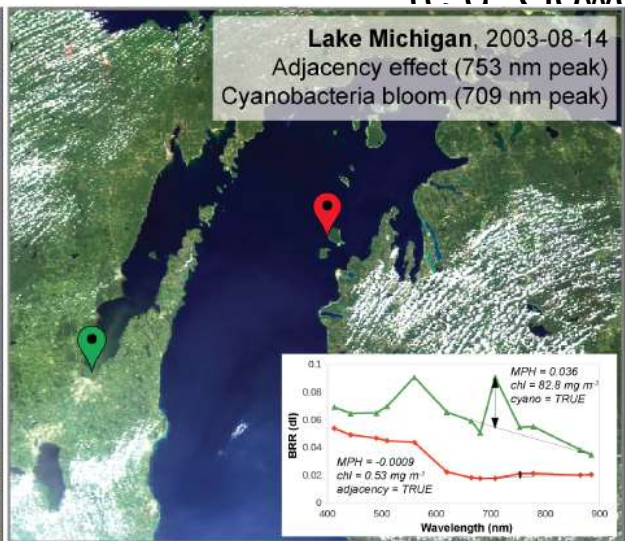 Lake Michigan, 2003-08-14
Adjacency effect (753 nm peak)
Cyanobacteria bloom (709 nm peak)
0.1
0.08
0.06
0.04
0.02
0
BRR (dl)
MPH = 0.036
chl = 82.8 mg m⁻³
cyano = TRUE
MPH = -0.0009
chl = 0.53 mg m⁻³
adjacency = TRUE
400 500 600 700 800 900
Wavelength (nm)